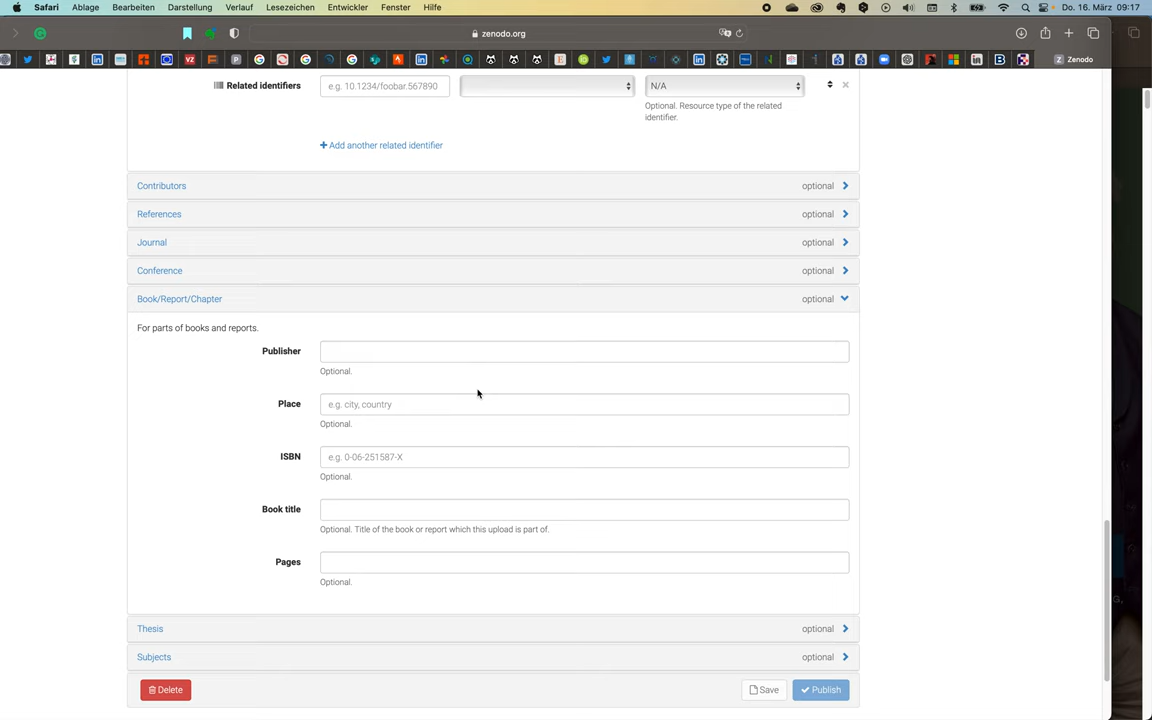 Safari Ablage Bearbeiten Darstellung Verlauf Lesezeichen Entwickler Fenster Hilfe Do. 16. März 09:17
zenodo.org
Zenodo
Related identifiers e.g. 10.1234/foobar.567890 N/A
Optional. Resource type of the related
identifier.
Add another related identifier
Contributors optional
References optional
Journal optional
Conference optional
Book/Report/Chapter optional
For parts of books and reports.
Publisher
Optional.
Place e.g. city, country
Optional.
ISBN e.g. 0-06-251587-X
Optional.
Book title
Optional. Title of the book or report which this upload is part of.
Pages
Optional.
Thesis optional
Subjects optional
Delete Save Publish